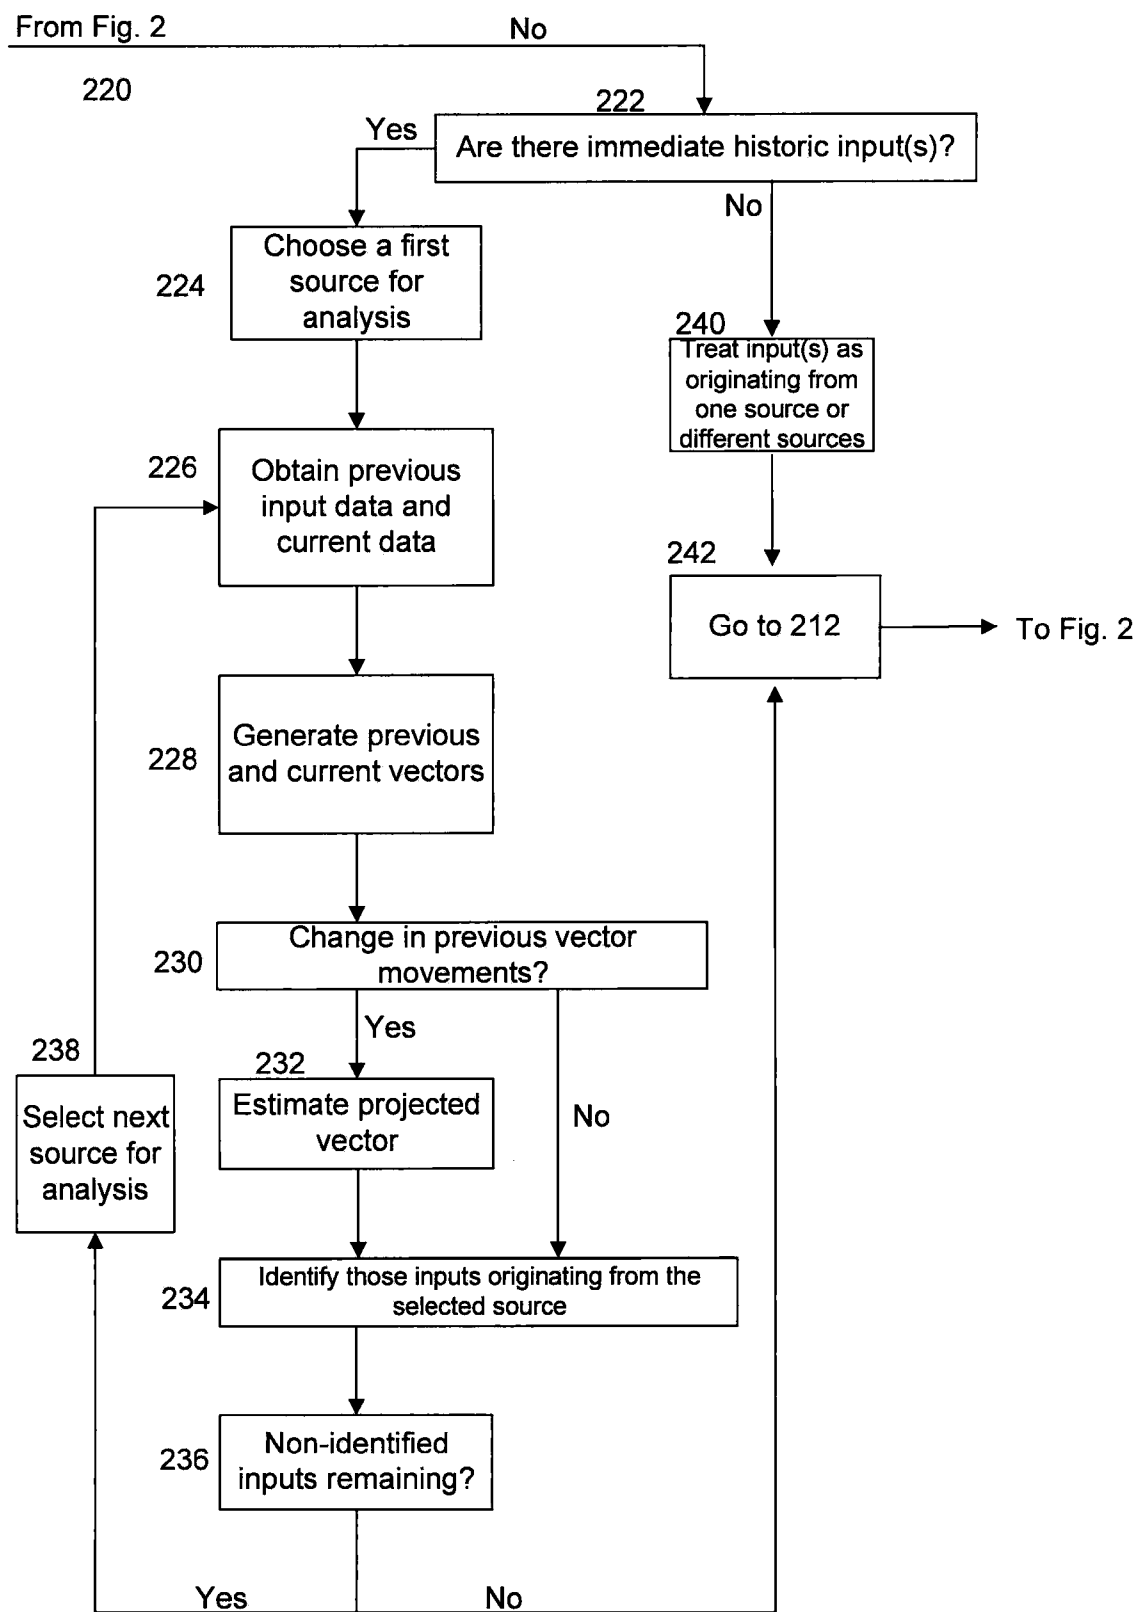 From Fig. 2
No
220
222
Yes
Are there immediate historic input(s)?
No
224
Choose a first
source for
analysis
240
Treat input(s) as
originating from
one source or
different sources
226
Obtain previous
input data and
current data
242
Go to 212
To Fig. 2
228
Generate previous
and current vectors
230
Change in previous vector
movements?
Yes
No
238
Select next
source for
analysis
232
Estimate projected
vector
234
Identify those inputs originating from the
selected source
236
Non-identified
inputs remaining?
Yes
No